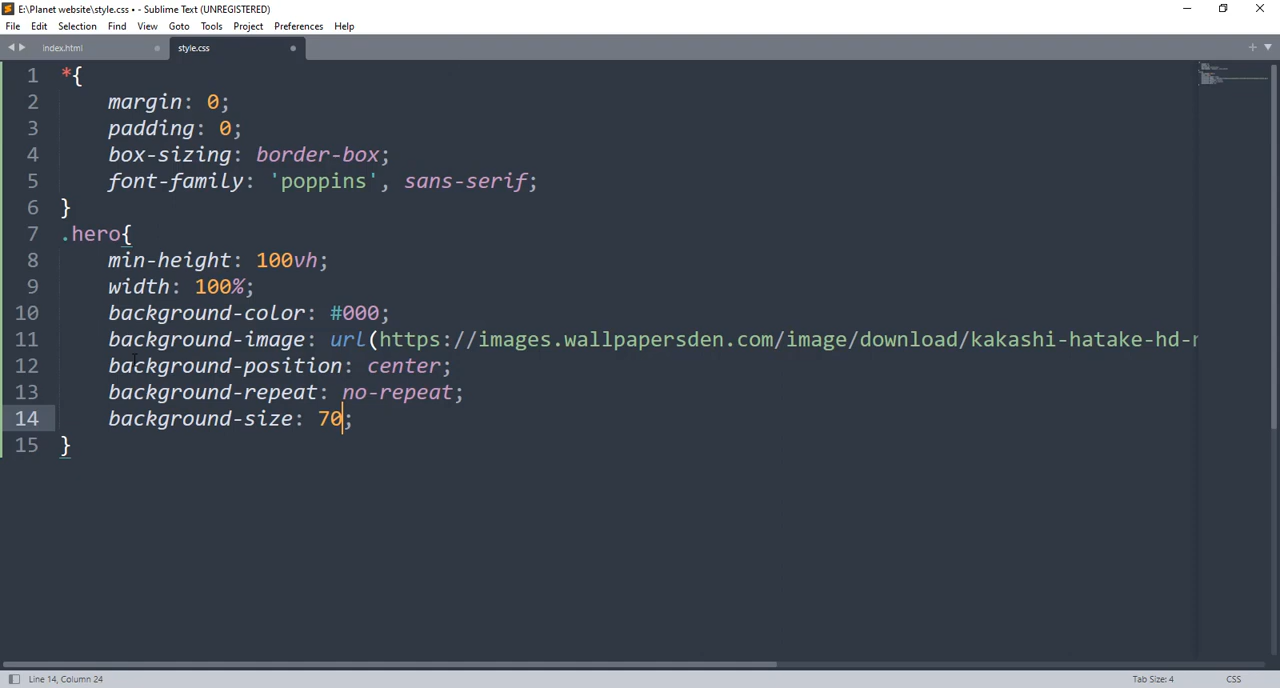 E:\Planet website\style.css • - Sublime Text (UNREGISTERED)
File Edit Selection Find View Goto Tools Project Preferences Help
index.html style.css
1 *{
2 margin: 0;
3 padding: 0;
4 box-sizing: border-box;
5 font-family: 'poppins', sans-serif;
6 }
7 .hero{
8 min-height: 100vh;
9 width: 100%;
10 background-color: #000;
11 background-image: url(https://images.wallpapersden.com/image/download/kakashi-hatake-hd-
12 background-position: center;
13 background-repeat: no-repeat;
14 background-size: 70;
15 }
Line 14, Column 24 Tab Size: 4 CSS